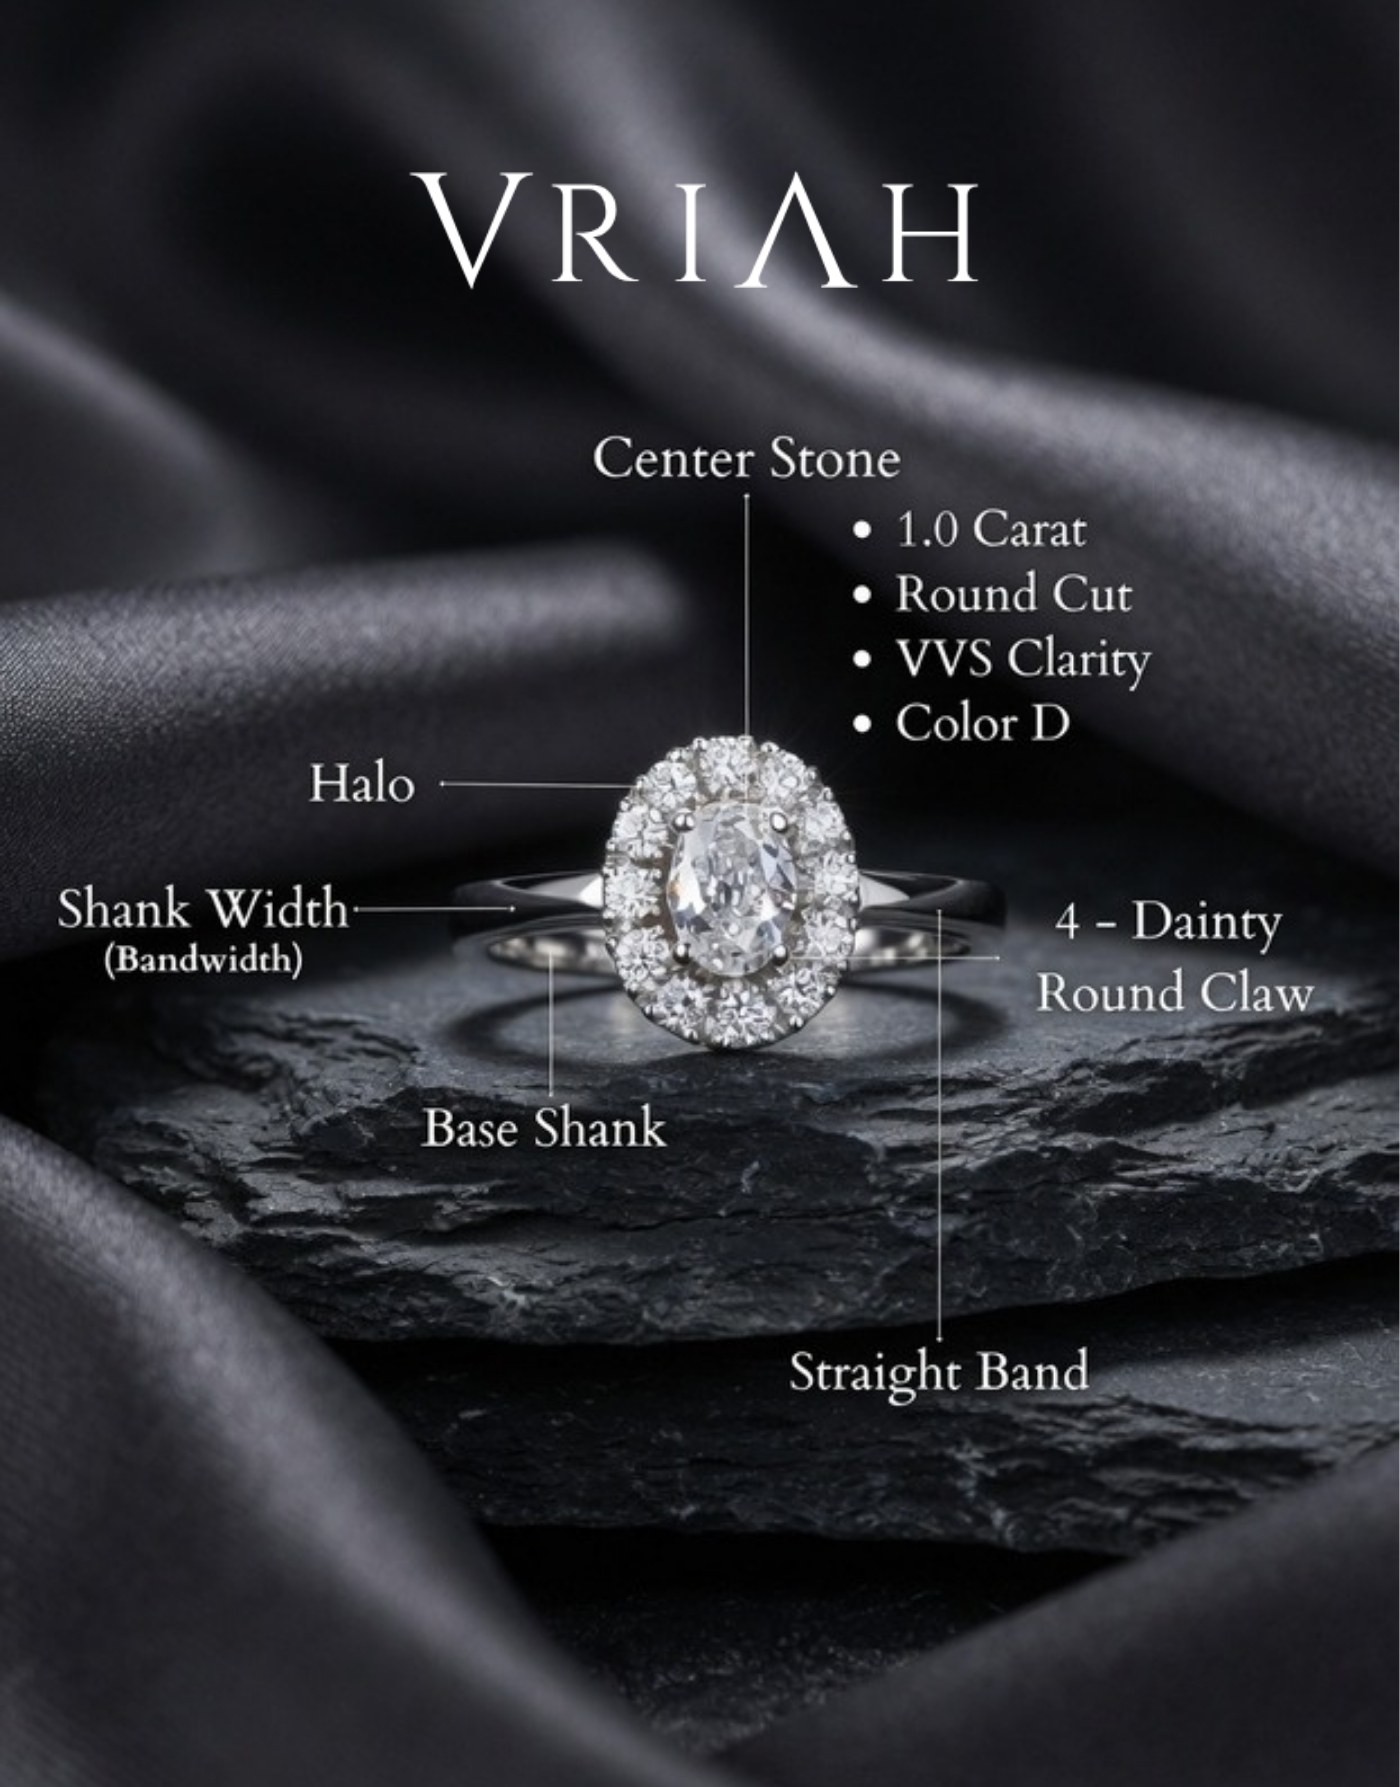 VRIAH
Center Stone
• 1.0 Carat
• Round Cut
• VVS Clarity
• Color D
Halo
Shank Width
(Bandwidth)
4 - Dainty
Round Claw
Base Shank
Straight Band